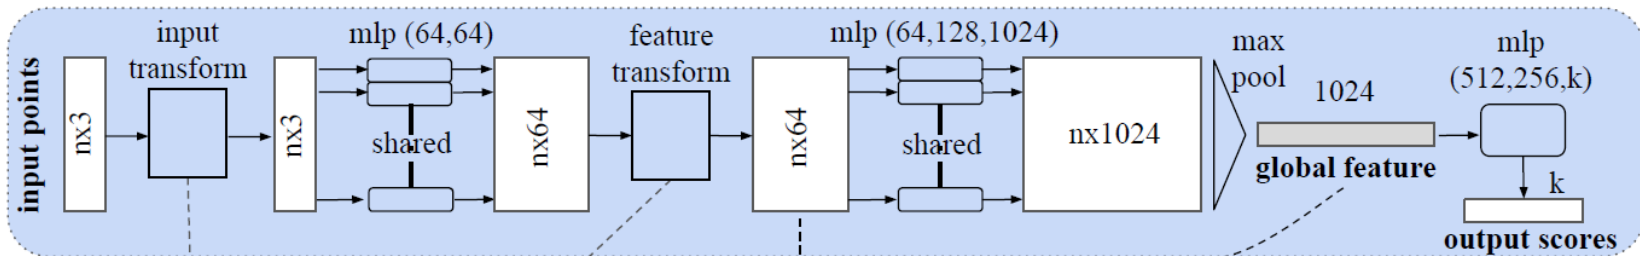 input points
nx3
input
transform
nx3
mlp (64,64)
shared
nx64
feature
transform
nx64
mlp (64,128,1024)
shared
nx1024
max
pool
1024
global feature
mlp
(512,256,k)
k
output scores